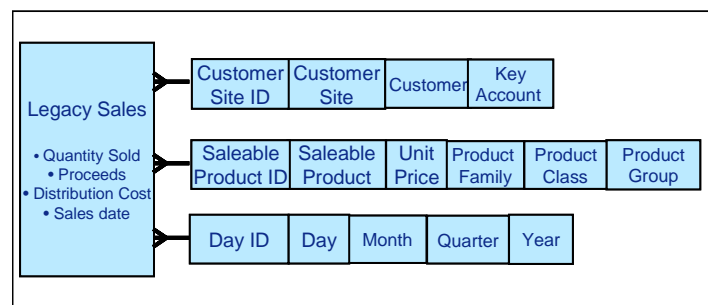 Legacy Sales
• Quantity Sold
• Proceeds
• Distribution Cost
• Sales date
Customer
Site ID
Customer
Site
Customer
Key
Account
Saleable
Product ID
Saleable
Product
Unit
Price
Product
Family
Product
Class
Product
Group
Day ID
Day
Month
Quarter
Year